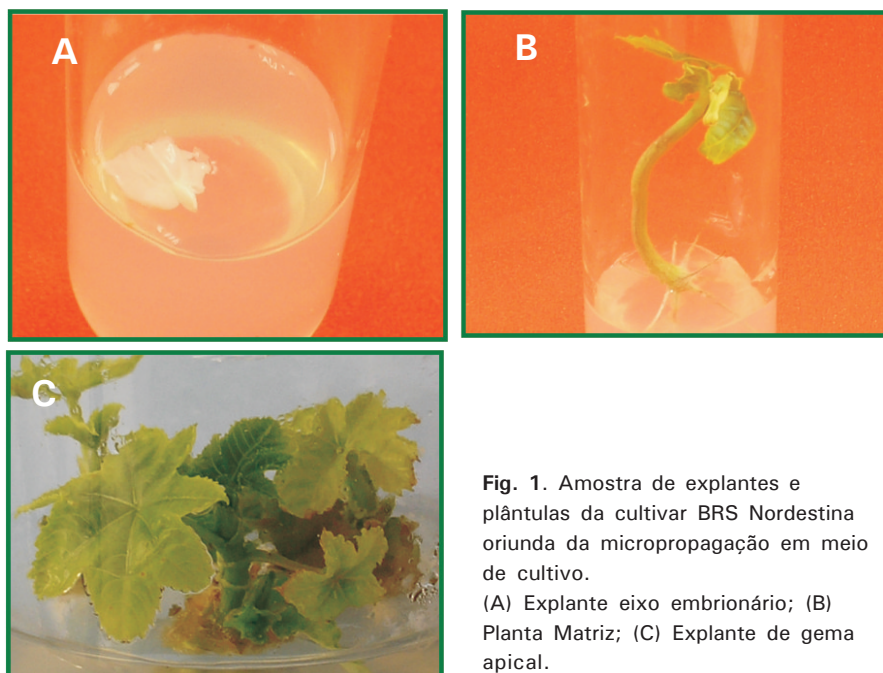 A
B
C
Fig. 1. Amostra de explantes e
plântulas da cultivar BRS Nordestina
oriunda da micropropagação em meio
de cultivo.
(A) Explante eixo embrionário; (B)
Planta Matriz; (C) Explante de gema
apical.